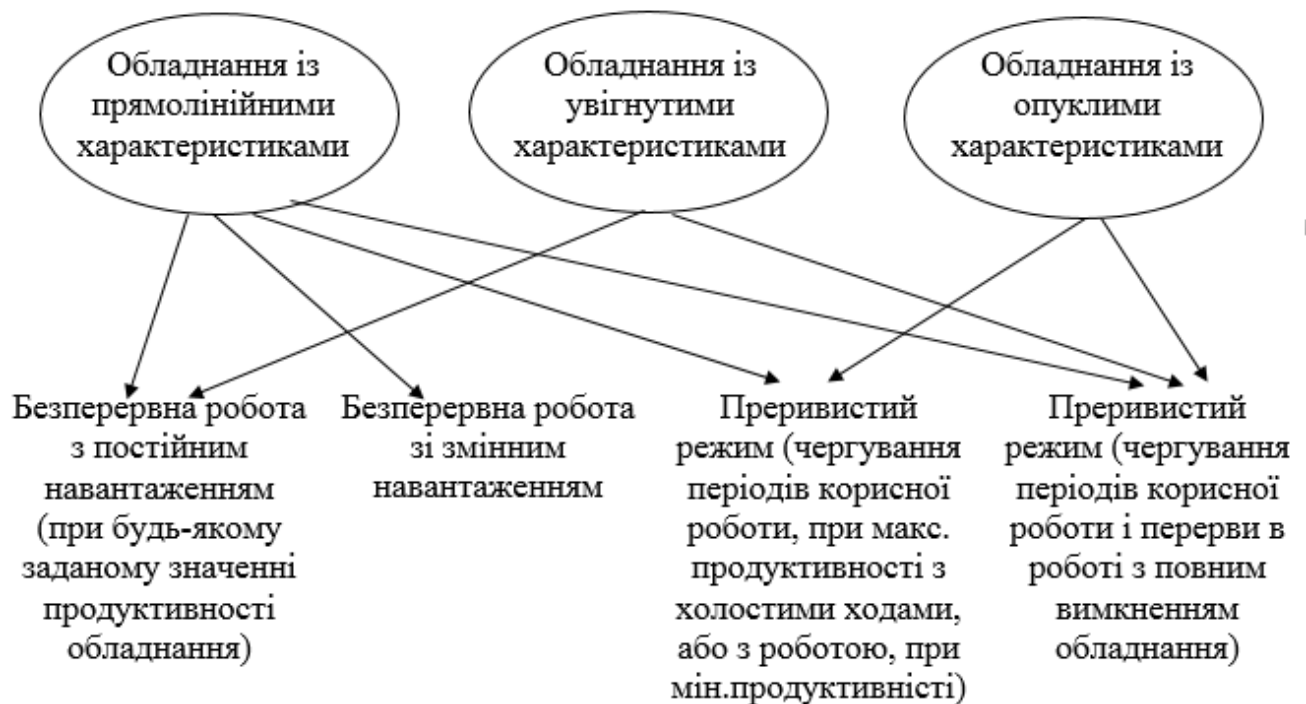 Обладнання із
прямолінійними
характеристиками
Обладнання із
увігнутими
характеристиками
Обладнання із
опуклими
характеристиками
Безперервна робота
з постійним
навантаженням
(при будь-якому
заданому значенні
продуктивності
обладнання)
Безперервна робота
зі змінним
навантаженням
Преривистий
режим (чергування
періодів корисної
роботи, при макс.
продуктивності з
холостими ходами,
або з роботою, при
мін.продуктивністі)
Преривистий
режим (чергування
періодів корисної
роботи і перерви в
роботі з повним
вимкненням
обладнання)